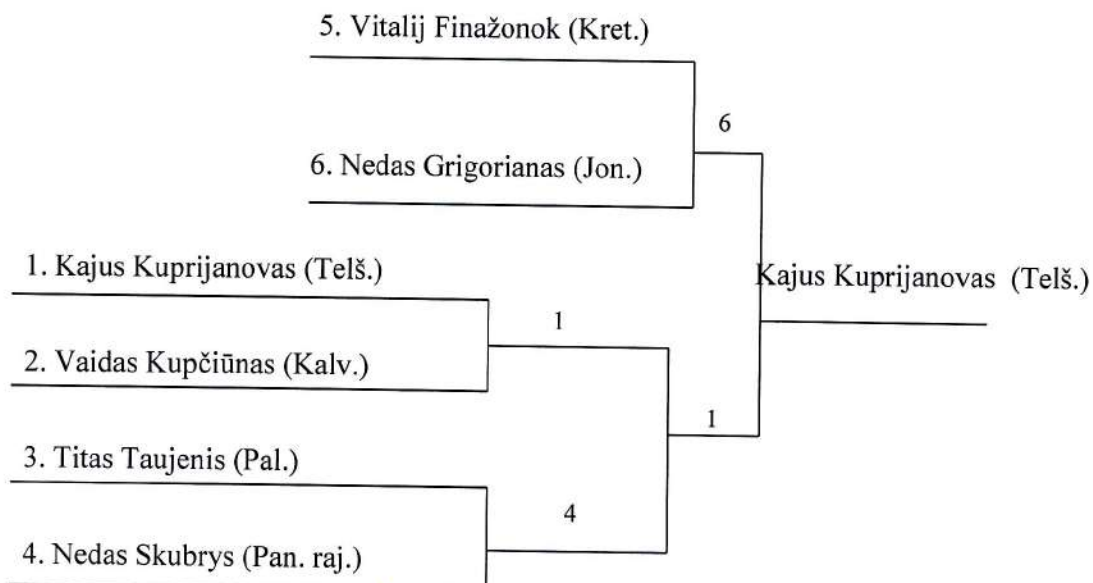 5. Vitalij Finažonok (Kret.)
6
6. Nedas Grigorianas (Jon.)
1. Kajus Kuprijanovas (Telš.)
Kajus Kuprijanovas (Telš.)
1
2. Vaidas Kupčiūnas (Kalv.)
1
3. Titas Taujenis (Pal.)
4
4. Nedas Skubrys (Pan. raj.)